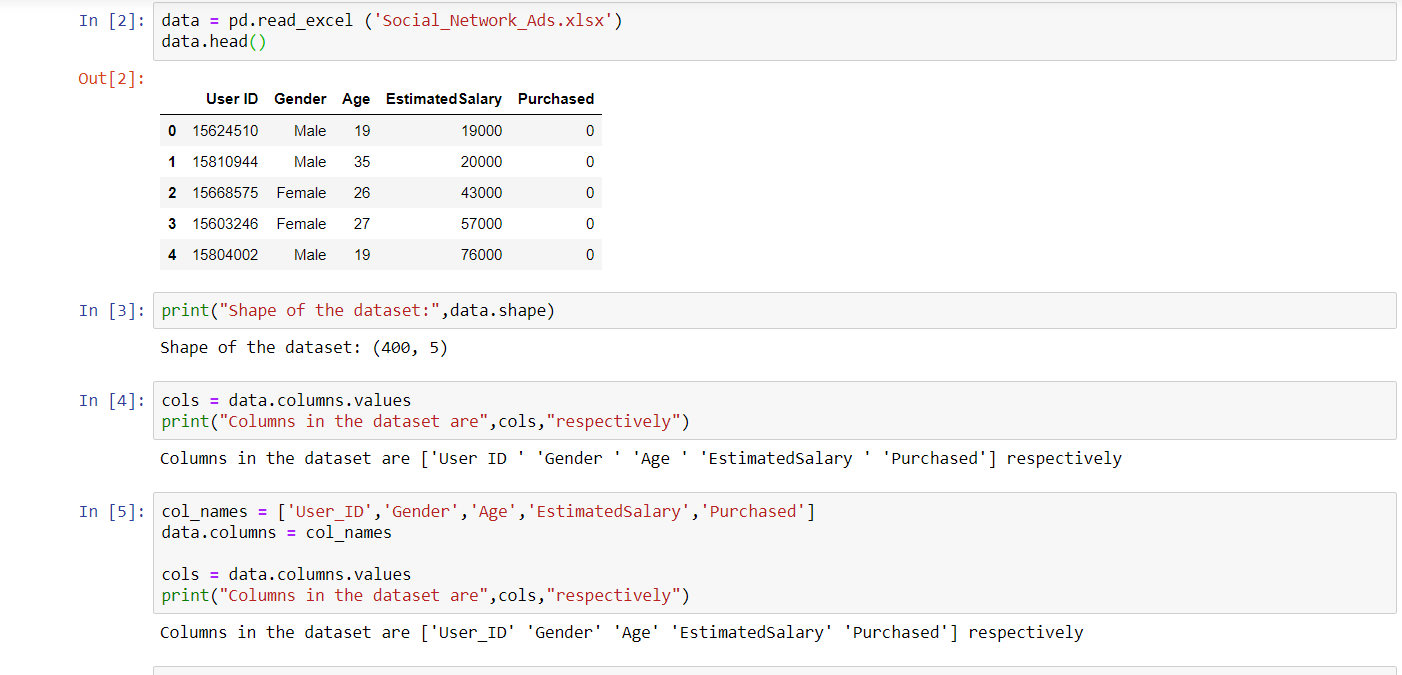 In [2]: data = pd.read_excel ('Social_Network_Ads.xlsx')
data.head()
Out[2]:
User ID Gender Age EstimatedSalary Purchased
0 15624510 Male 19 19000 0
1 15810944 Male 35 20000 0
2 15668575 Female 26 43000 0
3 15603246 Female 27 57000 0
4 15804002 Male 19 76000 0
In [3]: print("Shape of the dataset:",data.shape)
Shape of the dataset: (400, 5)
In [4]: cols = data.columns.values
print("Columns in the dataset are",cols,"respectively")
Columns in the dataset are ['User ID ' 'Gender ' 'Age ' 'EstimatedSalary ' 'Purchased'] respectively
In [5]: col_names = ['User_ID','Gender','Age','EstimatedSalary','Purchased']
data.columns = col_names
cols = data.columns.values
print("Columns in the dataset are",cols,"respectively")
Columns in the dataset are ['User_ID' 'Gender' 'Age' 'EstimatedSalary' 'Purchased'] respectively